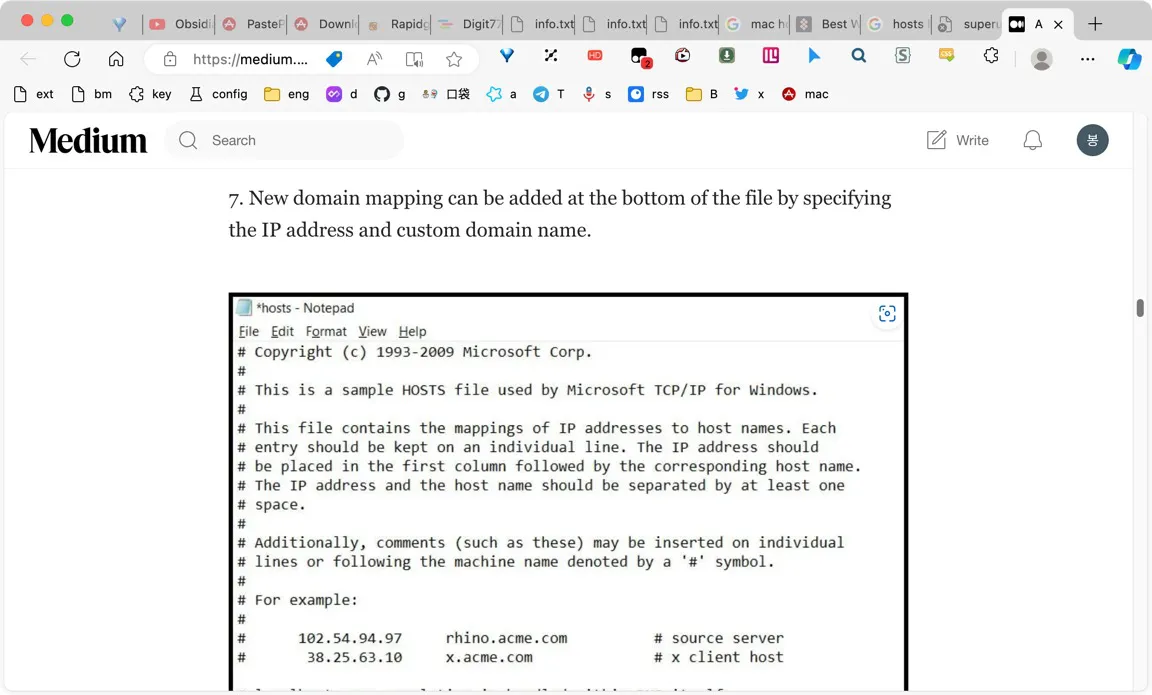 Obsidi
PasteF
Downl
Rapidg
Digit77
info.txt
info.txt
info.txt
mac h
Best W
hosts
super
A
https://medium....
HD
2
ext
bm
key
config
eng
d
g
口袋
a
T
s
rss
B
x
mac
Medium
Search
Write
봉
7. New domain mapping can be added at the bottom of the file by specifying
the IP address and custom domain name.
*hosts - Notepad
File Edit Format View Help
# Copyright (c) 1993-2009 Microsoft Corp.
#
# This is a sample HOSTS file used by Microsoft TCP/IP for Windows.
#
# This file contains the mappings of IP addresses to host names. Each
# entry should be kept on an individual line. The IP address should
# be placed in the first column followed by the corresponding host name.
# The IP address and the host name should be separated by at least one
# space.
#
# Additionally, comments (such as these) may be inserted on individual
# lines or following the machine name denoted by a '#' symbol.
#
# For example:
#
# 102.54.94.97 rhino.acme.com # source server
# 38.25.63.10 x.acme.com # x client host